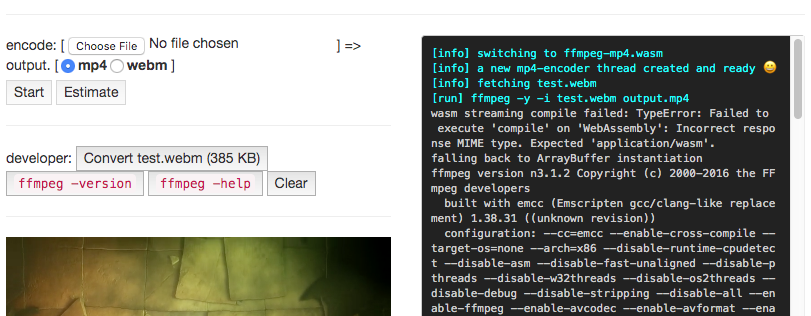 encode: [ Choose File No file chosen ] =>
output. [ mp4 webm ]
Start Estimate
developer: Convert test.webm (385 KB)
ffmpeg -version ffmpeg -help Clear
[info] switching to ffmpeg-mp4.wasm
[info] a new mp4-encoder thread created and ready 😀
[info] fetching test.webm
[run] ffmpeg -y -i test.webm output.mp4
wasm streaming compile failed: TypeError: Failed to
execute 'compile' on 'WebAssembly': Incorrect respo
nse MIME type. Expected 'application/wasm'.
falling back to ArrayBuffer instantiation
ffmpeg version n3.1.2 Copyright (c) 2000-2016 the FF
mpeg developers
built with emcc (Emscripten gcc/clang-like replace
ment) 1.38.31 ((unknown revision))
configuration: --cc=emcc --enable-cross-compile --
target-os=none --arch=x86 --disable-runtime-cpudetec
t --disable-asm --disable-fast-unaligned --disable-p
threads --disable-w32threads --disable-os2threads --
disable-debug --disable-stripping --disable-all --en
able-ffmpeg --enable-avcodec --enable-avformat --ena